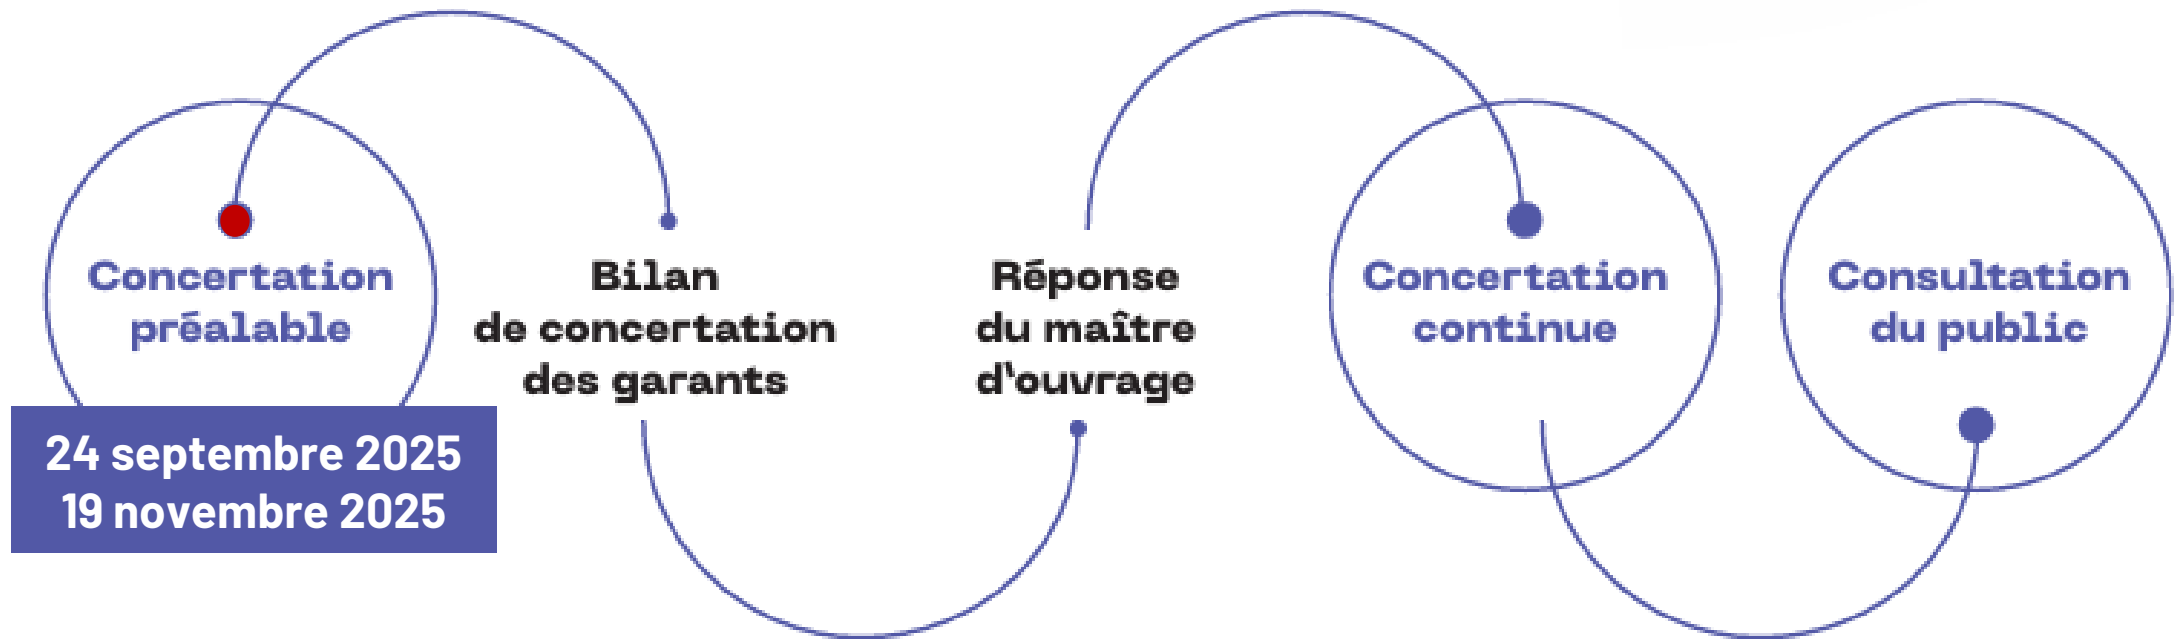 Concertation
préalable
24 septembre 2025
19 novembre 2025
Bilan
de concertation
des garants
Réponse
du maître
d'ouvrage
Concertation
continue
Consultation
du public